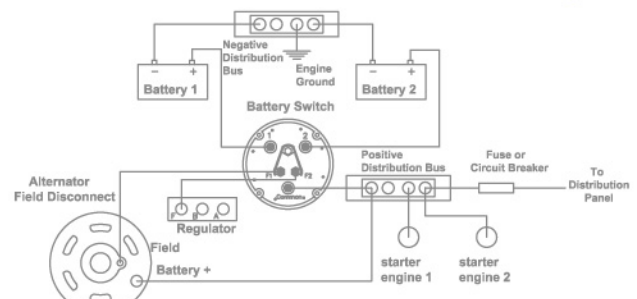 Negative
Distribution
Bus
Engine
Ground
- +
Battery 1
- +
Battery 2
Battery Switch
1 2
F1 F2
Common
Positive
Distribution Bus
Fuse or
Circuit Breaker
To
Distribution
Panel
Alternator
Field Disconnect
F B A
Regulator
Field
Battery +
starter
engine 1
starter
engine 2